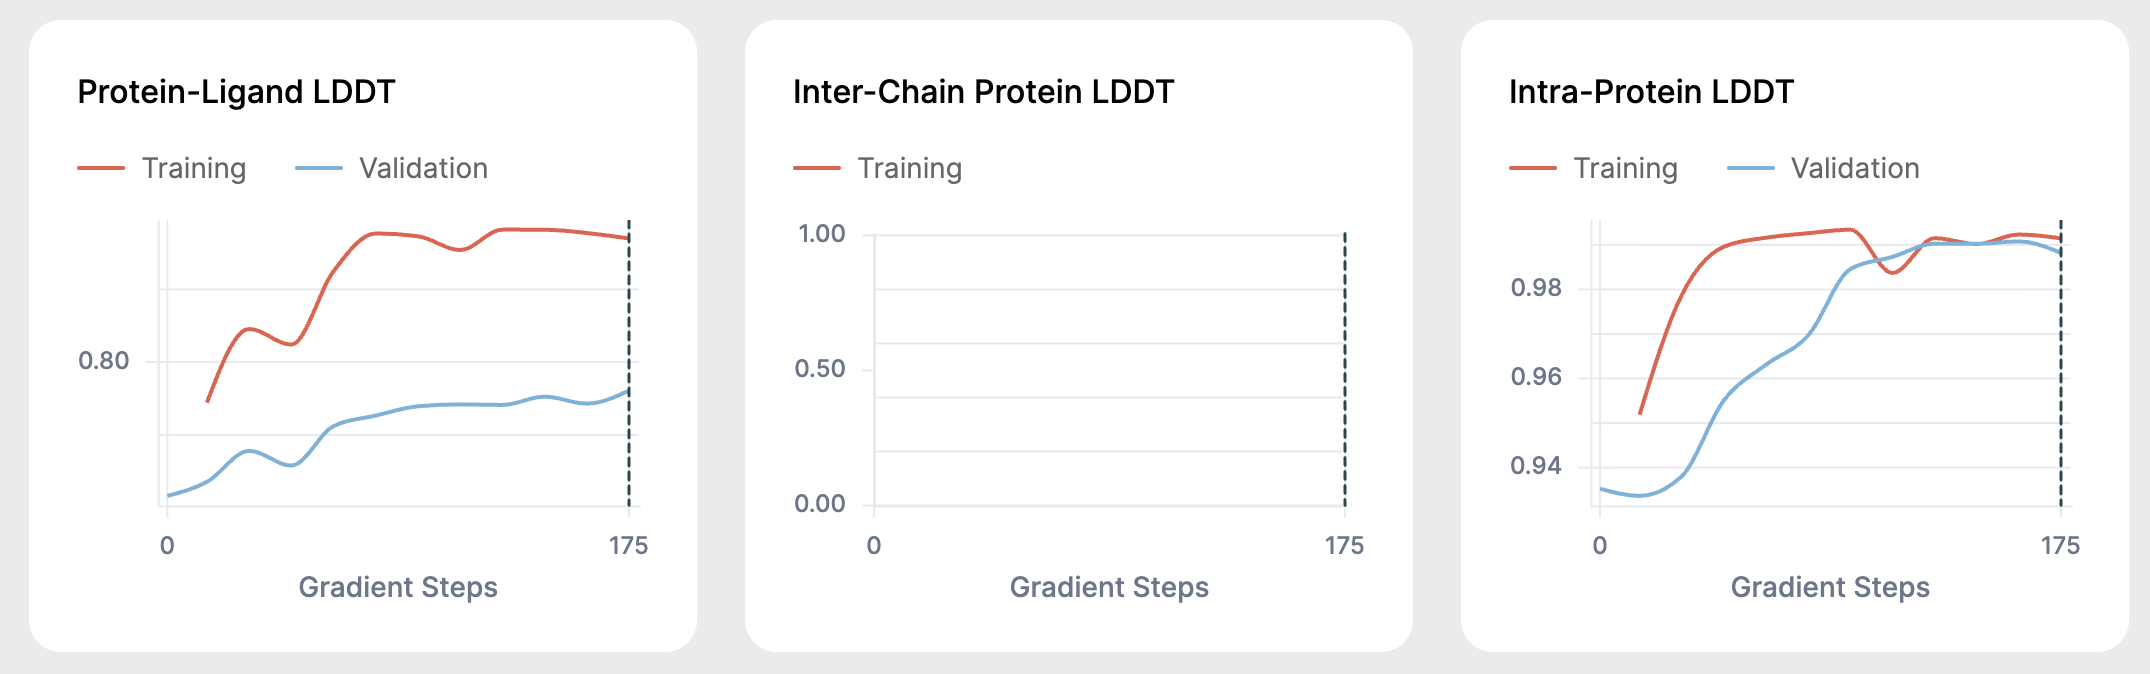 Protein-Ligand LDDT
Training
Validation
0.80
0
175
Gradient Steps
Inter-Chain Protein LDDT
Training
1.00
0.50
0.00
0
175
Gradient Steps
Intra-Protein LDDT
Training
Validation
0.98
0.96
0.94
0
175
Gradient Steps